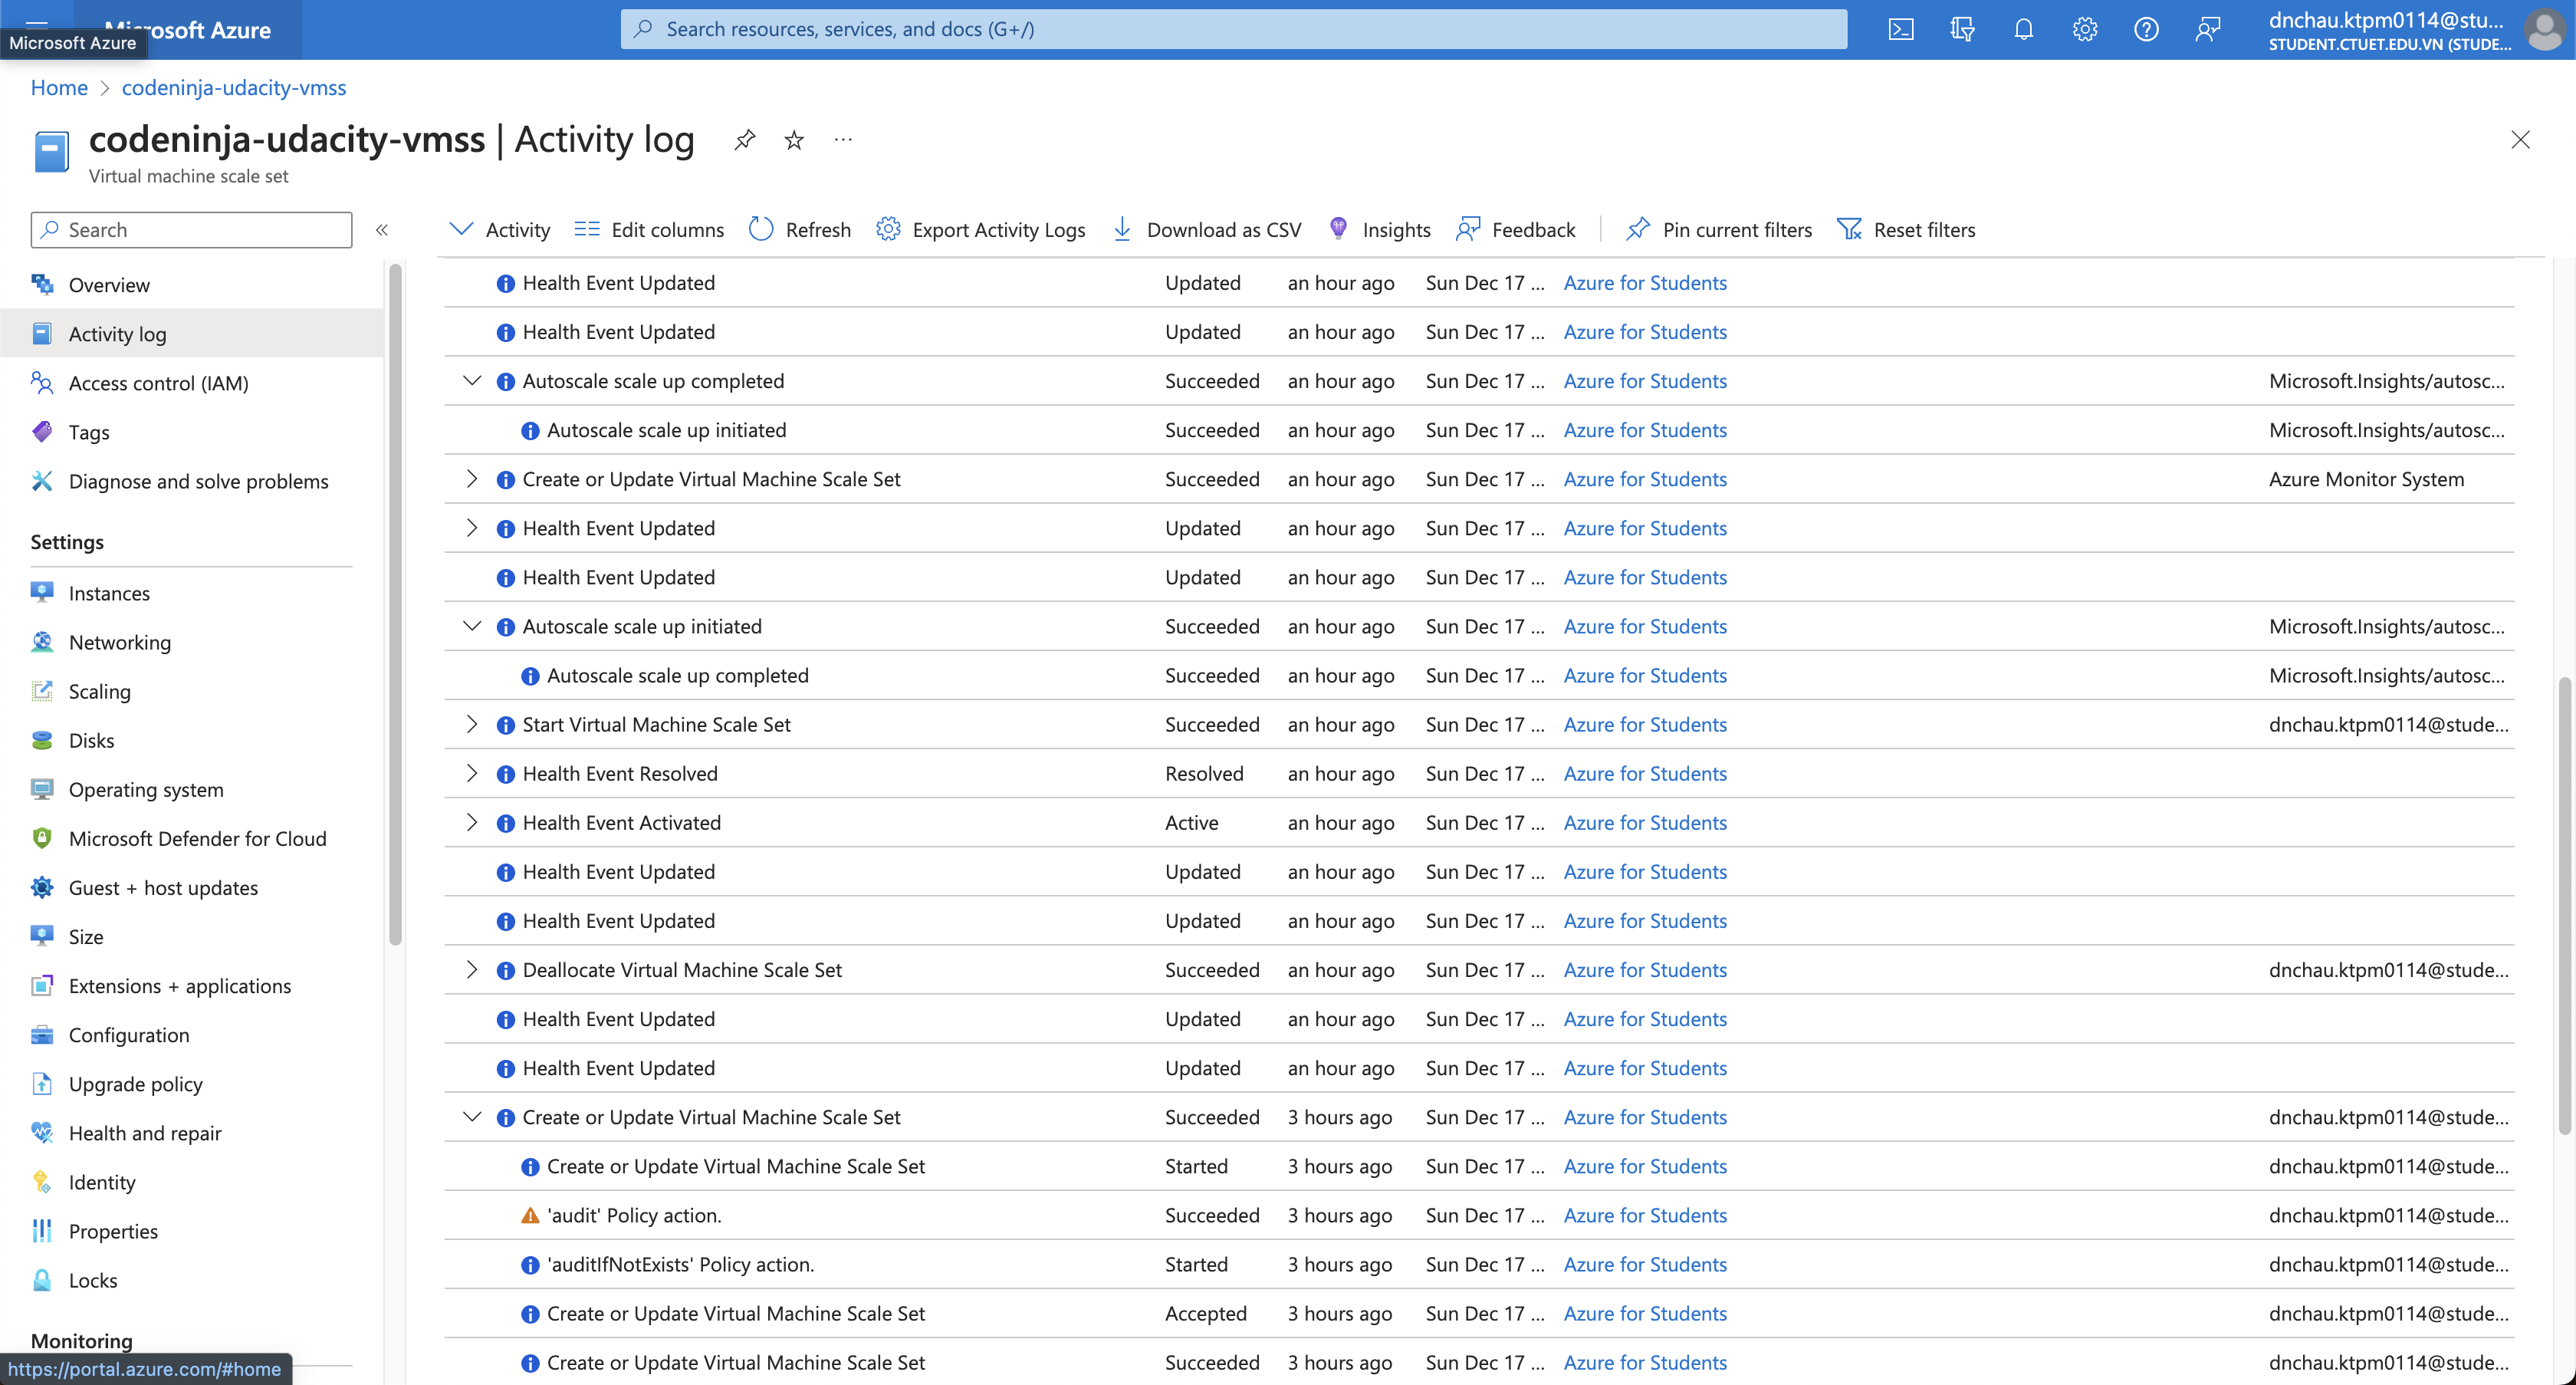 Microsoft Azure
Microsoft Azure
Search resources, services, and docs (G+/)
dnchau.ktpm0114@stu...
STUDENT.CTUET.EDU.VN (STUDE...
Home > codeninja-udacity-vmss
codeninja-udacity-vmss | Activity log
Virtual machine scale set
Search
Activity Edit columns Refresh Export Activity Logs Download as CSV Insights Feedback Pin current filters Reset filters
Overview
Activity log
Access control (IAM)
Tags
Diagnose and solve problems
Settings
Instances
Networking
Scaling
Disks
Operating system
Microsoft Defender for Cloud
Guest + host updates
Size
Extensions + applications
Configuration
Upgrade policy
Health and repair
Identity
Properties
Locks
Monitoring
https://portal.azure.com/#home
Health Event Updated Updated an hour ago Sun Dec 17 ... Azure for Students
Health Event Updated Updated an hour ago Sun Dec 17 ... Azure for Students
Autoscale scale up completed Succeeded an hour ago Sun Dec 17 ... Azure for Students Microsoft.Insights/autosc...
Autoscale scale up initiated Succeeded an hour ago Sun Dec 17 ... Azure for Students Microsoft.Insights/autosc...
Create or Update Virtual Machine Scale Set Succeeded an hour ago Sun Dec 17 ... Azure for Students Azure Monitor System
Health Event Updated Updated an hour ago Sun Dec 17 ... Azure for Students
Health Event Updated Updated an hour ago Sun Dec 17 ... Azure for Students
Autoscale scale up initiated Succeeded an hour ago Sun Dec 17 ... Azure for Students Microsoft.Insights/autosc...
Autoscale scale up completed Succeeded an hour ago Sun Dec 17 ... Azure for Students Microsoft.Insights/autosc...
Start Virtual Machine Scale Set Succeeded an hour ago Sun Dec 17 ... Azure for Students dnchau.ktpm0114@stude...
Health Event Resolved Resolved an hour ago Sun Dec 17 ... Azure for Students
Health Event Activated Active an hour ago Sun Dec 17 ... Azure for Students
Health Event Updated Updated an hour ago Sun Dec 17 ... Azure for Students
Health Event Updated Updated an hour ago Sun Dec 17 ... Azure for Students
Deallocate Virtual Machine Scale Set Succeeded an hour ago Sun Dec 17 ... Azure for Students dnchau.ktpm0114@stude...
Health Event Updated Updated an hour ago Sun Dec 17 ... Azure for Students
Health Event Updated Updated an hour ago Sun Dec 17 ... Azure for Students
Create or Update Virtual Machine Scale Set Succeeded 3 hours ago Sun Dec 17 ... Azure for Students dnchau.ktpm0114@stude...
Create or Update Virtual Machine Scale Set Started 3 hours ago Sun Dec 17 ... Azure for Students dnchau.ktpm0114@stude...
'audit' Policy action. Succeeded 3 hours ago Sun Dec 17 ... Azure for Students dnchau.ktpm0114@stude...
'auditIfNotExists' Policy action. Started 3 hours ago Sun Dec 17 ... Azure for Students dnchau.ktpm0114@stude...
Create or Update Virtual Machine Scale Set Accepted 3 hours ago Sun Dec 17 ... Azure for Students dnchau.ktpm0114@stude...
Create or Update Virtual Machine Scale Set Succeeded 3 hours ago Sun Dec 17 ... Azure for Students dnchau.ktpm0114@stude...